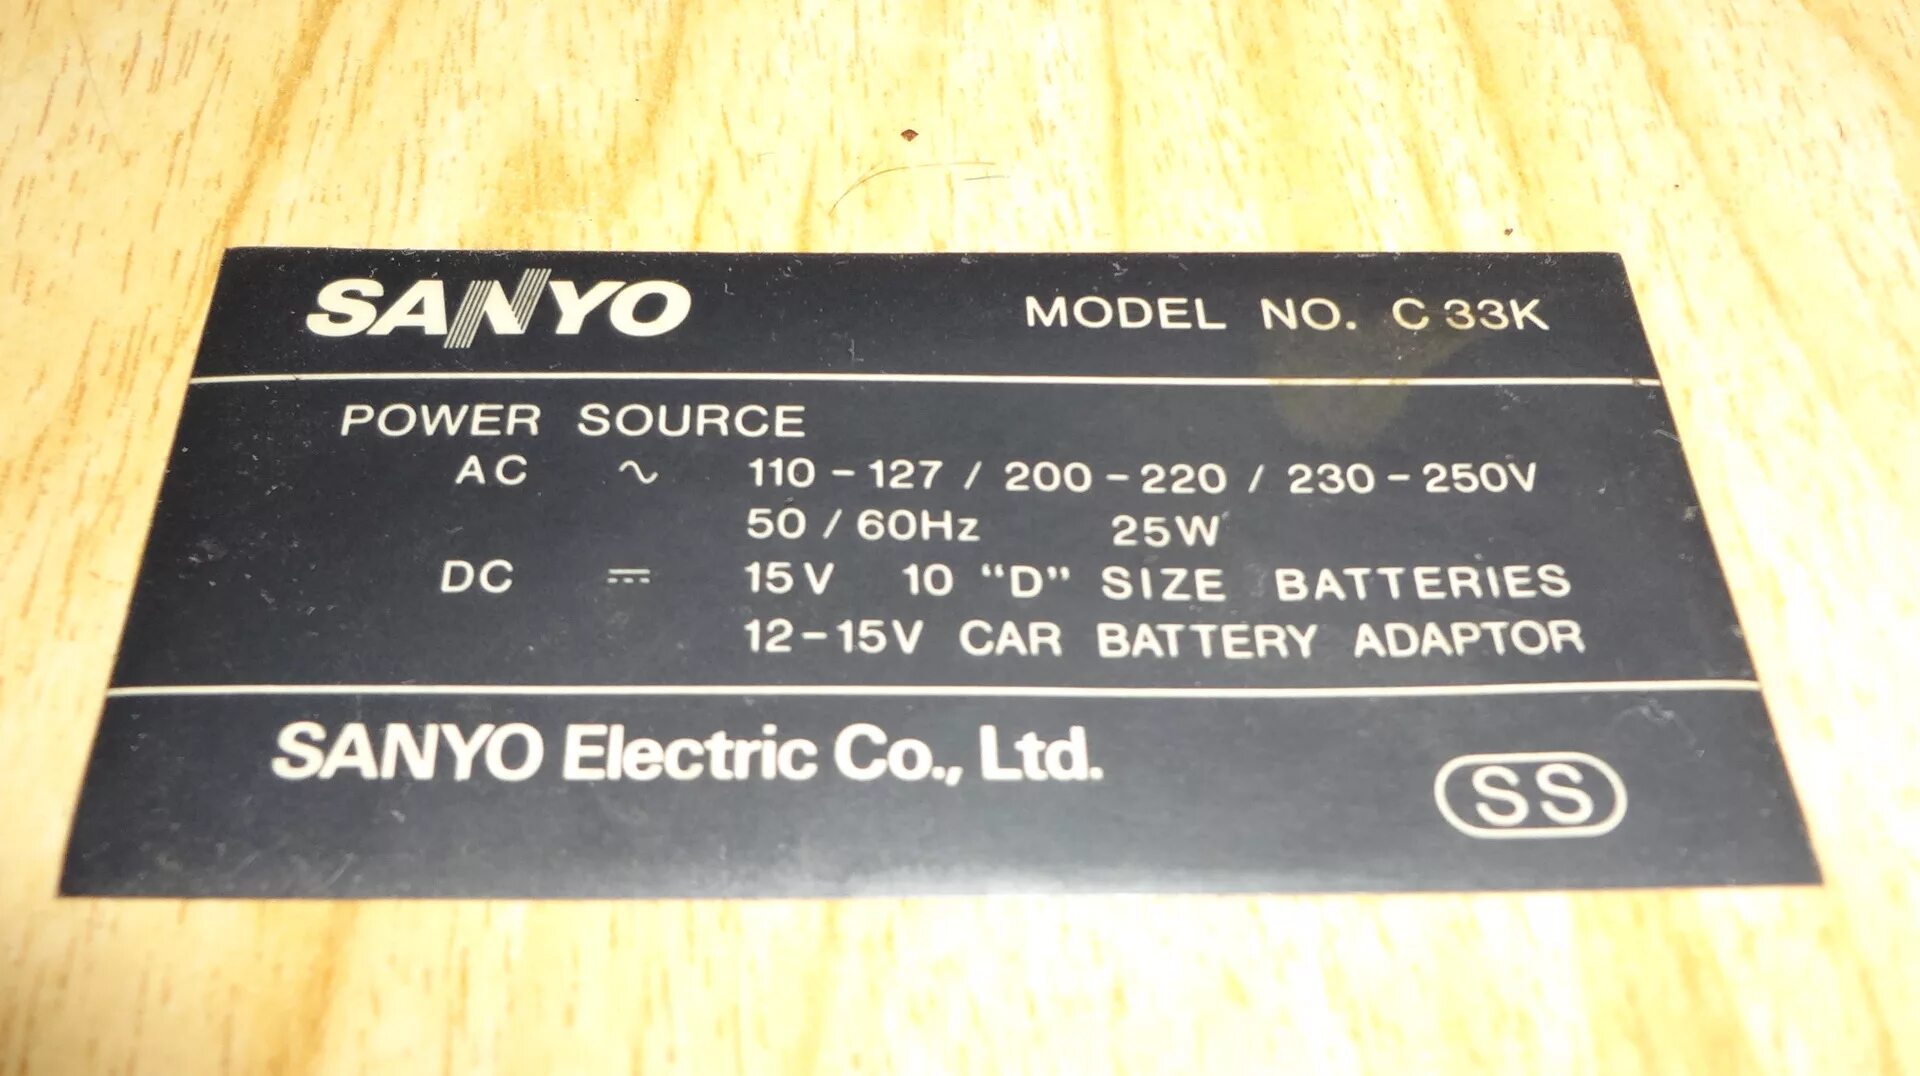 SANYO MODEL NO. C 33K
POWER SOURCE
AC ∿ 110 - 127 / 200 - 220 / 230 - 250V
50 / 60Hz 25W
DC ⎓ 15V 10 “D” SIZE BATTERIES
12-15V CAR BATTERY ADAPTOR
SANYO Electric Co., Ltd.
SS